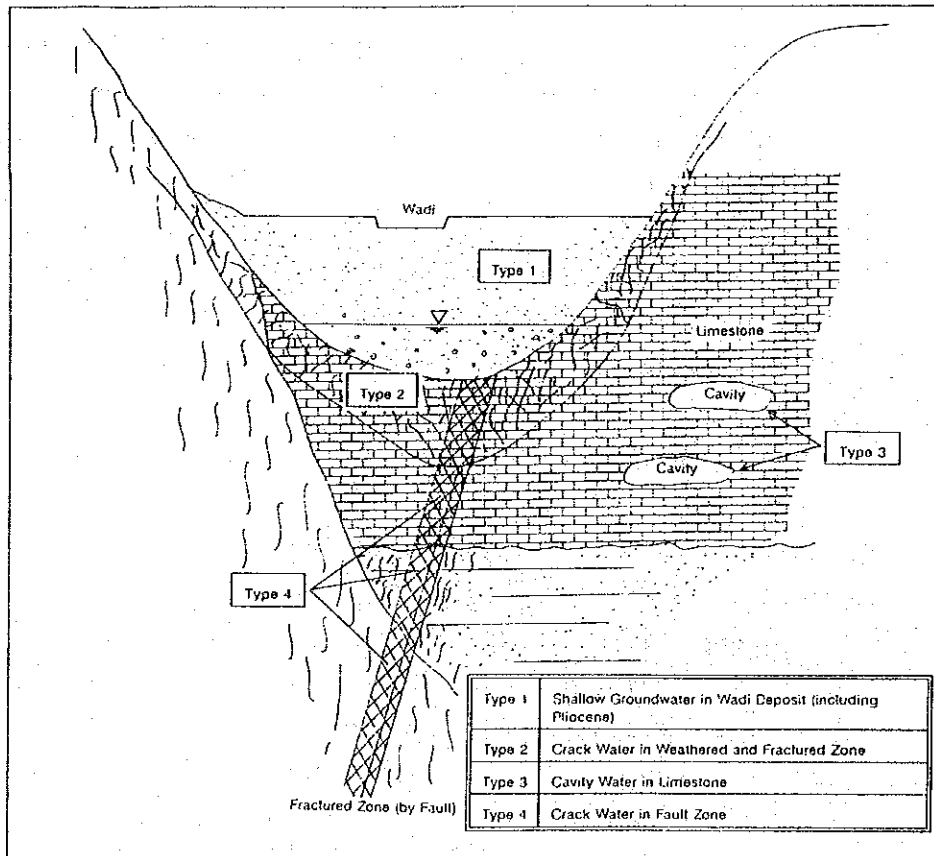 Wadi
Type 1
Limestone
Type 2
Cavity
Type 3
Cavity
Type 4
Type 1 Shallow Groundwater in Wadi Deposit (including
Pliocene)
Type 2 Crack Water in Weathered and Fractured Zone
Type 3 Cavity Water in Limestone
Type 4 Crack Water in Fault Zone
Fractured Zone (by Fault)